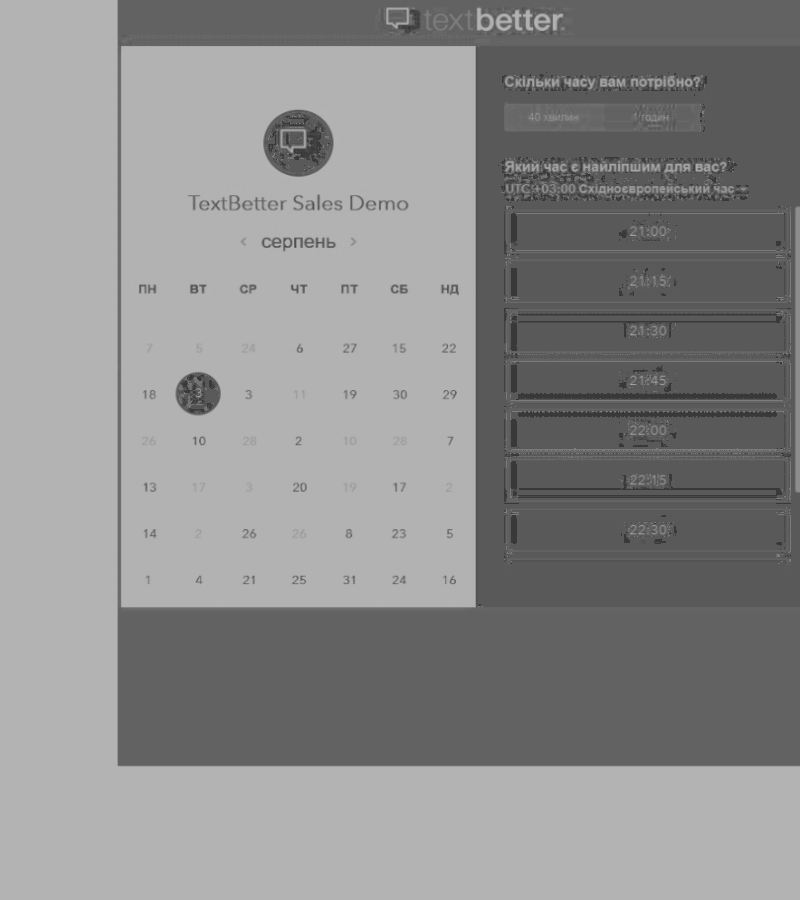 textbetter.
TextBetter Sales Demo
‹ серпень ›
ПН ВТ СР ЧТ ПТ СБ НД
7 5 24 6 27 15 22
18 3 3 11 19 30 29
26 10 28 2 10 28 7
13 17 3 20 19 17 2
14 2 26 26 8 23 5
1 4 21 25 31 24 16
Скільки часу вам потрібно?
40 хвилин 4 годин
Який час є найліпшим для вас?
UTC +03:00 Східноєвропейський час
21:00
21:15
21:30
21:45
22:00
22:15
22:30